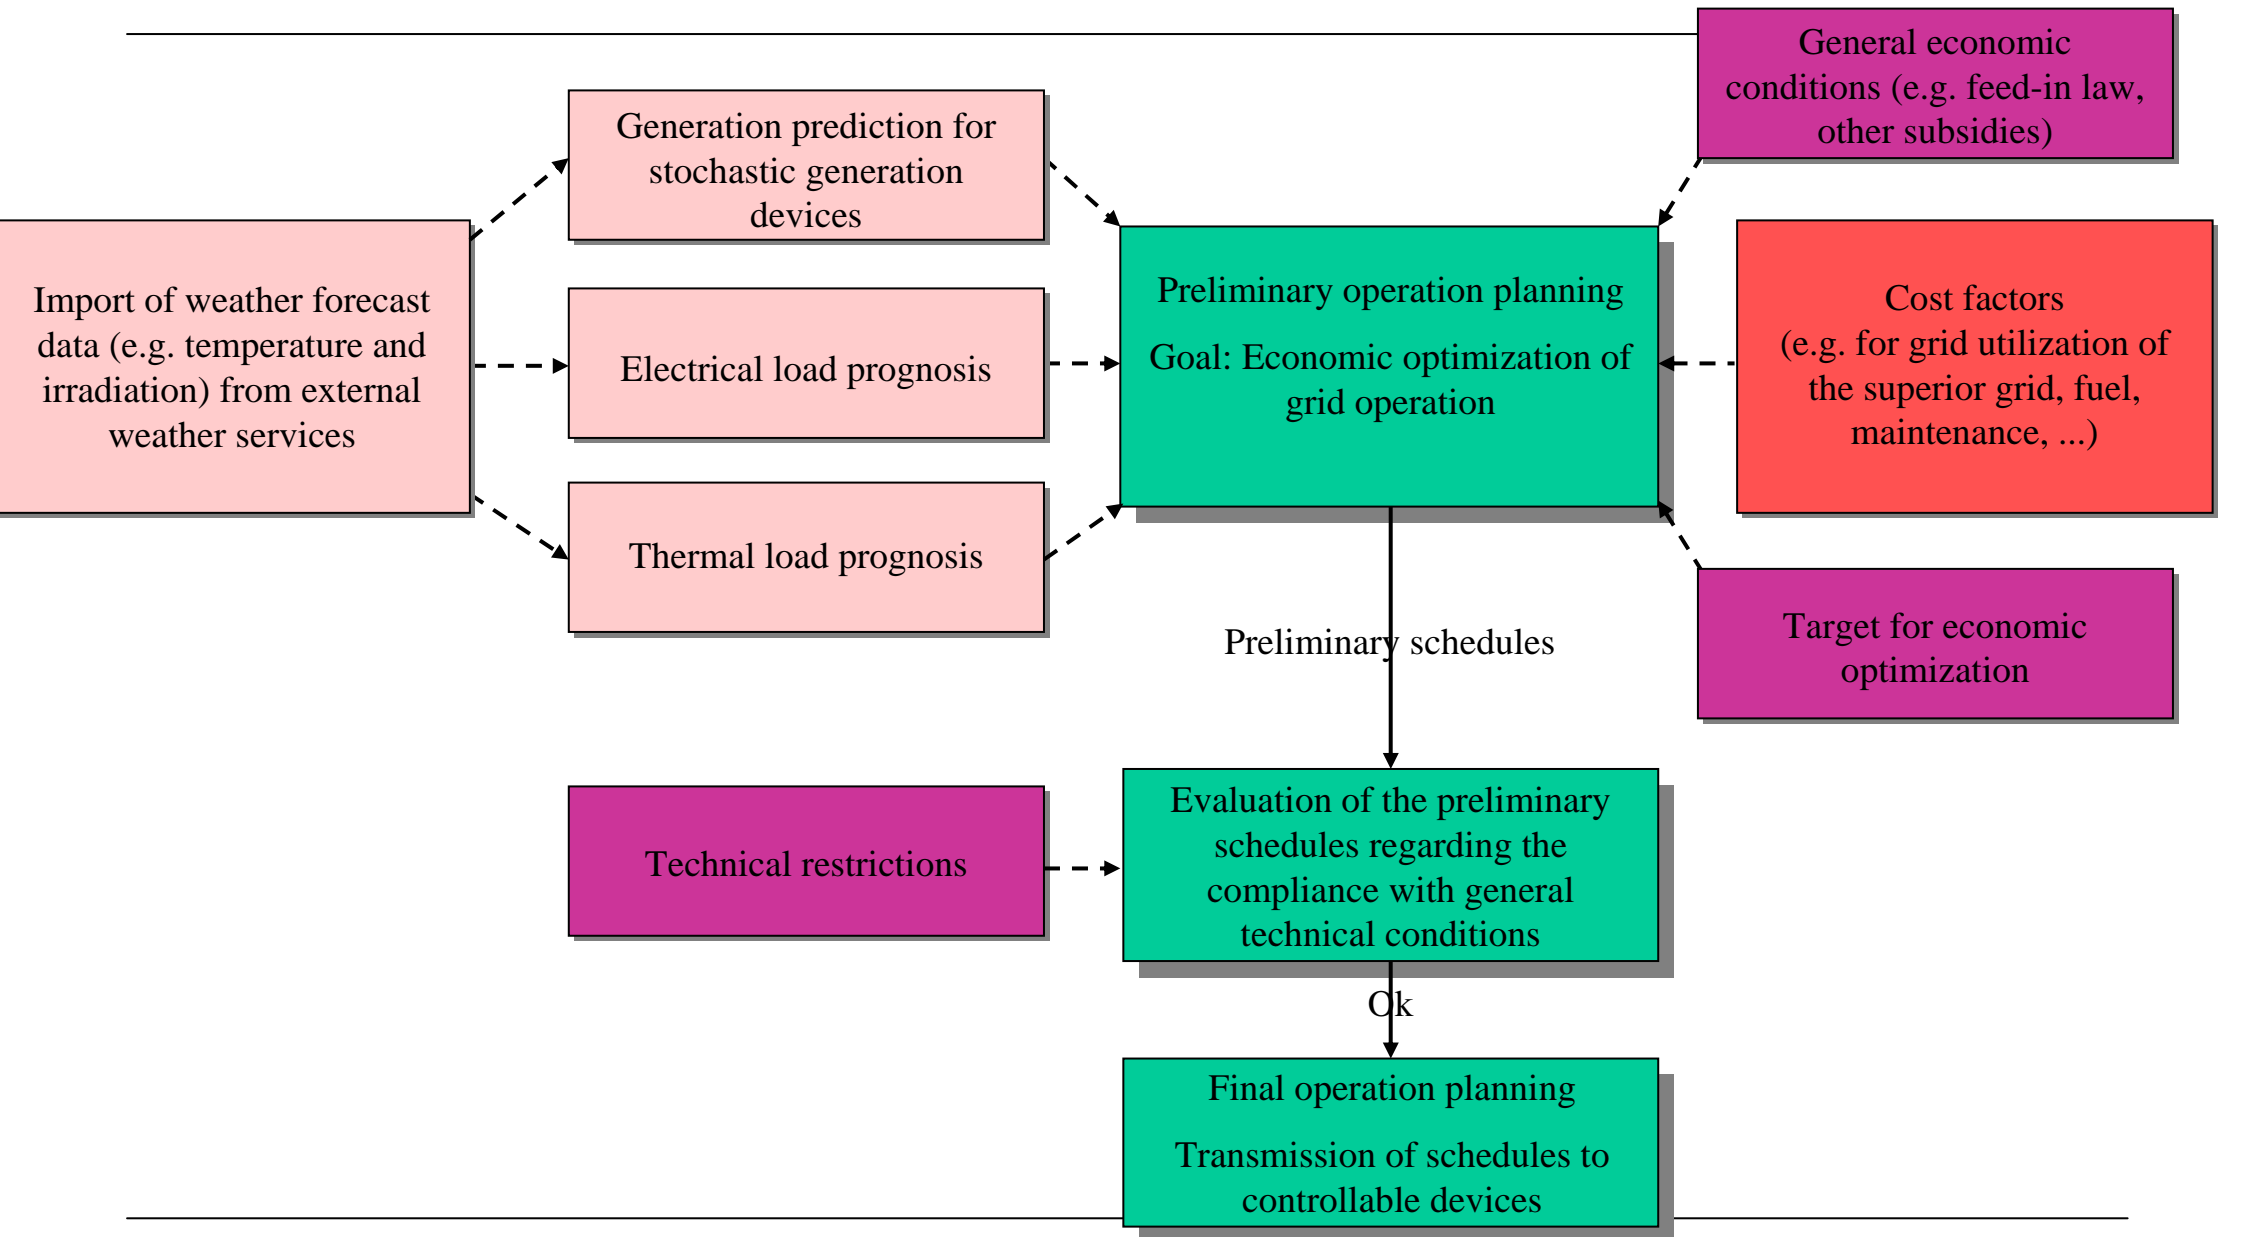 General economic
conditions (e.g. feed-in law,
other subsidies)
Generation prediction for
stochastic generation
devices
Import of weather forecast
data (e.g. temperature and
irradiation) from external
weather services
Electrical load prognosis
Thermal load prognosis
Preliminary operation planning
Goal: Economic optimization of
grid operation
Cost factors
(e.g. for grid utilization of
the superior grid, fuel,
maintenance, ...)
Target for economic
optimization
Preliminary schedules
Technical restrictions
Evaluation of the preliminary
schedules regarding the
compliance with general
technical conditions
Ok
Final operation planning
Transmission of schedules to
controllable devices